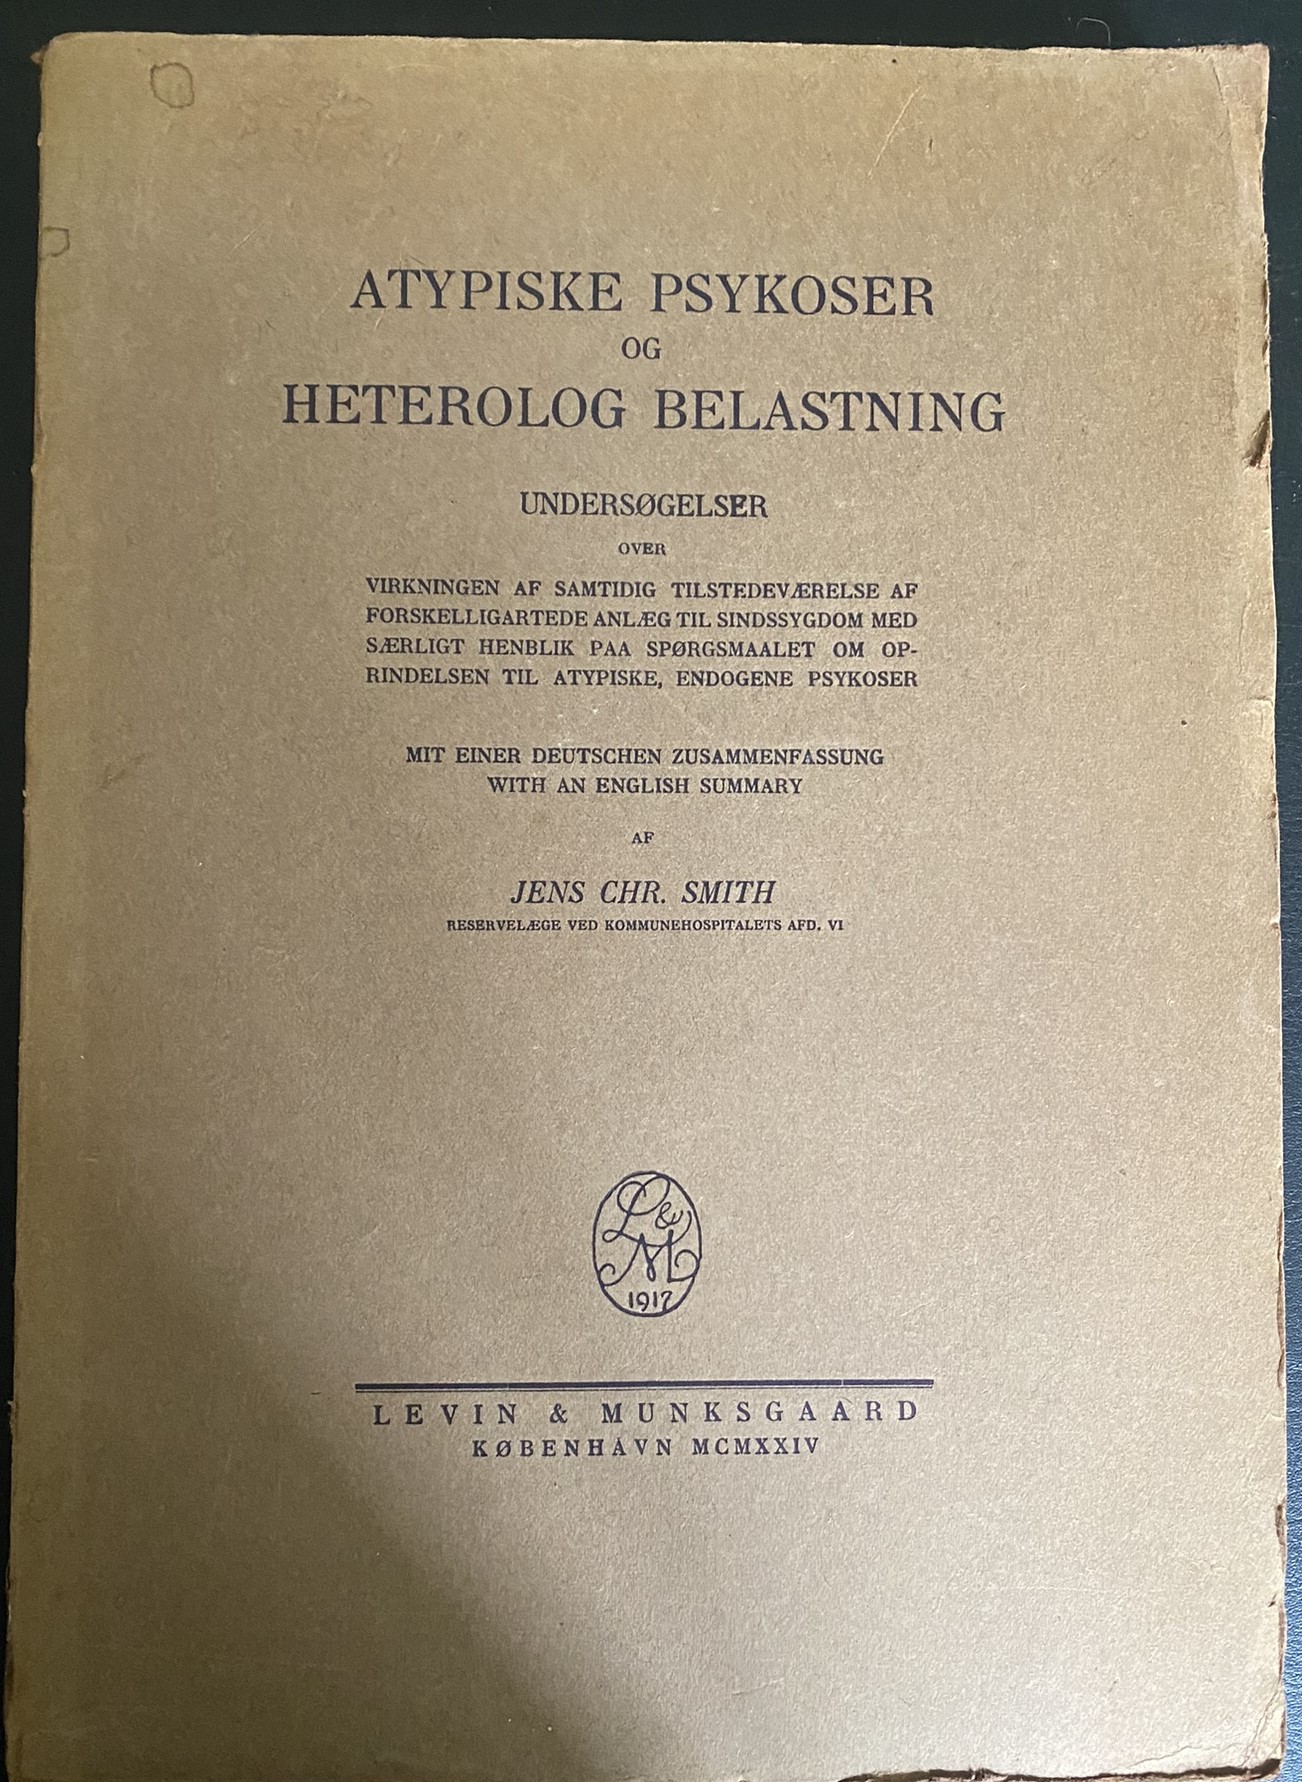 ATYPISKE PSYKOSER
OG
HETEROLOG BELASTNING
UNDERSØGELSER
OVER
VIRKNINGEN AF SAMTIDIG TILSTEDEVÆRELSE AF
FORSKELLIGARTEDE ANLÆG TIL SINDSSYGDOM MED
SÆRLIGT HENBLIK PAA SPØRGSMAALET OM OP-
RINDELSEN TIL ATYPISKE, ENDOGENE PSYKOSER
MIT EINER DEUTSCHEN ZUSAMMENFASSUNG
WITH AN ENGLISH SUMMARY
AF
JENS CHR. SMITH
RESERVELÆGE VED KOMMUNEHOSPITALETS AFD. VI
L &
M
1917
LEVIN & MUNKSGAARD
KØBENHAVN MCMXXIV